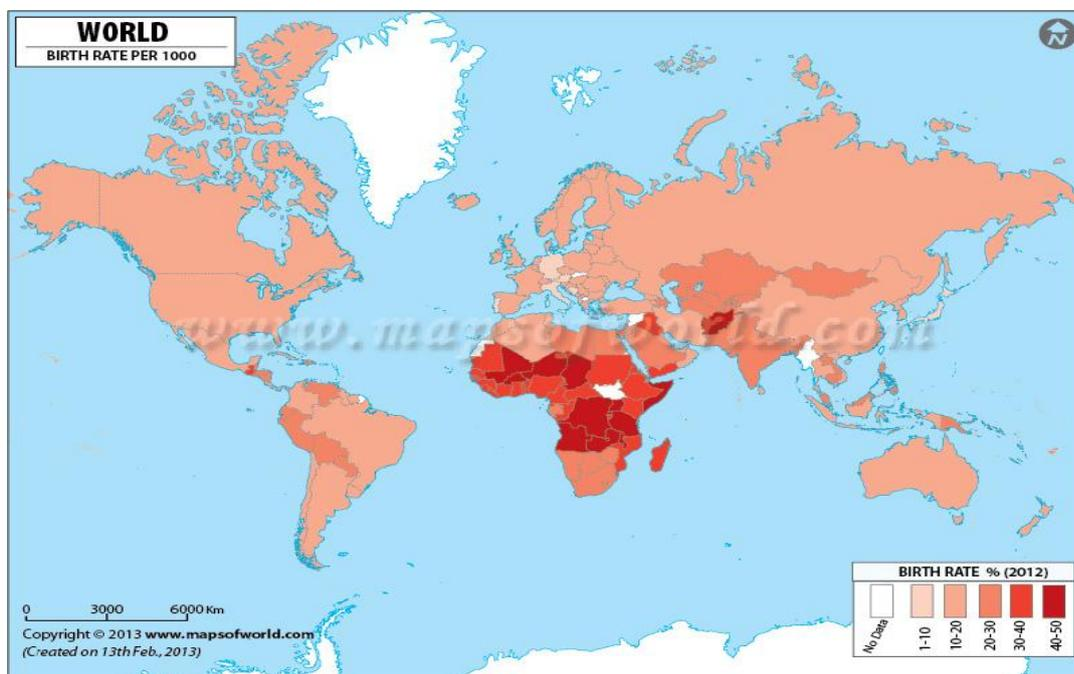 WORLD
BIRTH RATE PER 1000
N
www.mapsofworld.com
BIRTH RATE % (2012)
No Data
1-10
10-20
20-30
30-40
40-50
0 3000 6000 Km
Copyright © 2013 www.mapsofworld.com
(Created on 13th Feb., 2013)